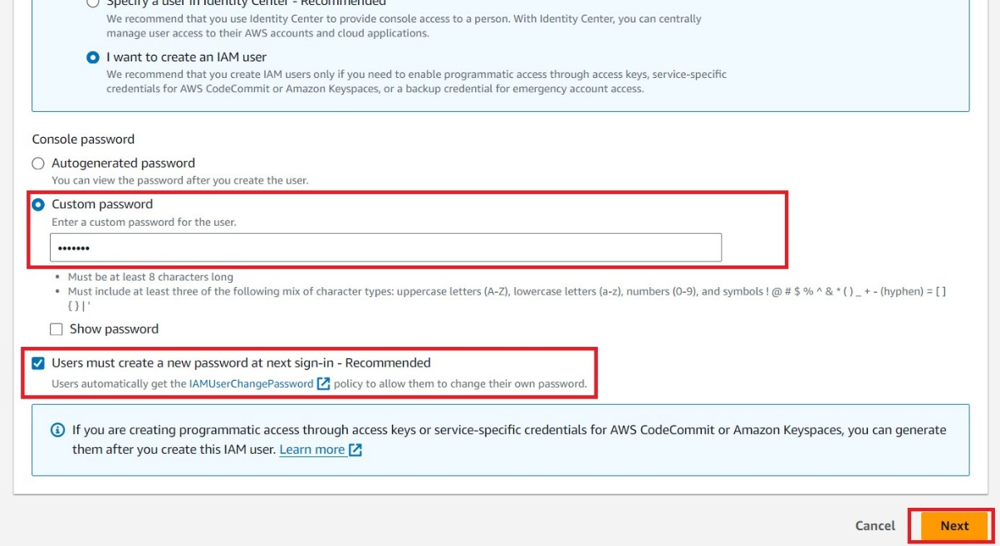 Specify a user in Identity Center - Recommended
We recommend that you use Identity Center to provide console access to a person. With Identity Center, you can centrally
manage user access to their AWS accounts and cloud applications.
I want to create an IAM user
We recommend that you create IAM users only if you need to enable programmatic access through access keys, service-specific
credentials for AWS CodeCommit or Amazon Keyspaces, or a backup credential for emergency account access.
Console password
Autogenerated password
You can view the password after you create the user.
Custom password
Enter a custom password for the user.
•••••••
• Must be at least 8 characters long
• Must include at least three of the following mix of character types: uppercase letters (A-Z), lowercase letters (a-z), numbers (0-9), and symbols ! @ # $ % ^ & * ( ) _ + - (hyphen) = [ ]
{ } | '
Show password
Users must create a new password at next sign-in - Recommended
Users automatically get the IAMUserChangePassword policy to allow them to change their own password.
If you are creating programmatic access through access keys or service-specific credentials for AWS CodeCommit or Amazon Keyspaces, you can generate
them after you create this IAM user. Learn more
Cancel
Next